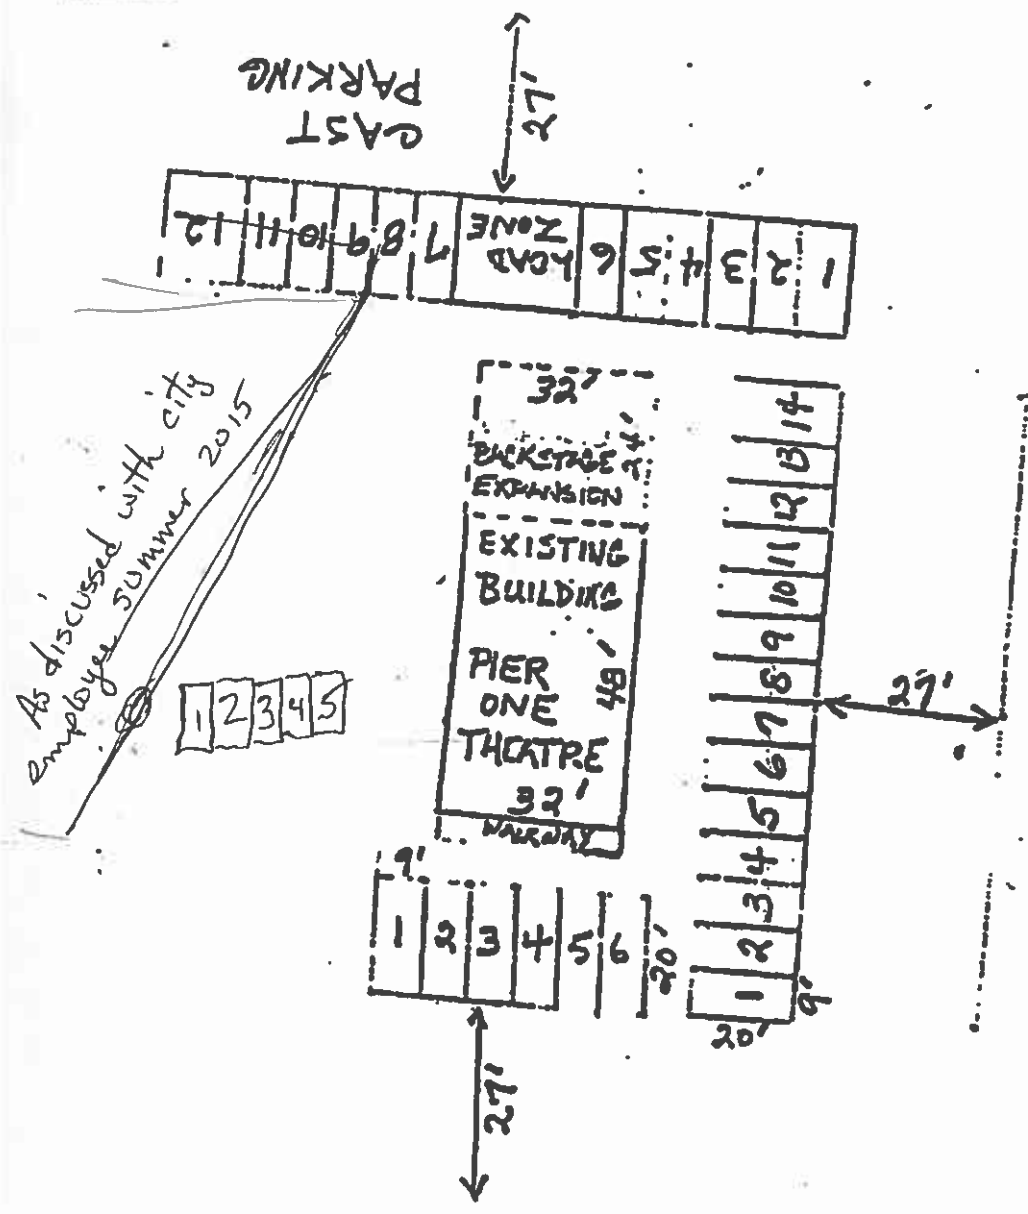 CAST
PARKING
27'
12 11 10 9 8 7
LOAD
ZONE
6 5 4 3 2 1
32'
24'
BACKSTAGE
EXPANSION
EXISTING
BUILDING
PIER
ONE
THEATRE
48'
32'
WALKWAY
As discussed with city
employee summer 2015
1 2 3 4 5
14
13
12
11
10
9
8
7
6
5
4
3
2
1
27'
9'
20'
9'
1
2
3
4
5
6
20'
27'